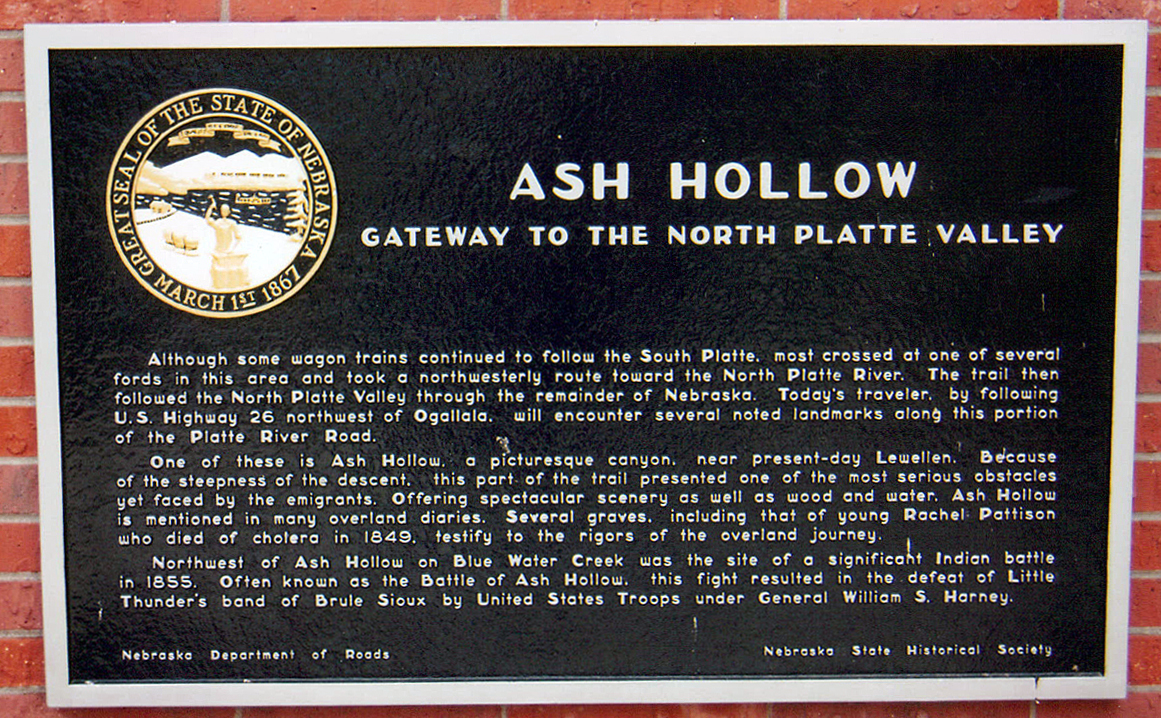 GREAT SEAL OF THE STATE OF NEBRASKA
MARCH 1ST 1867
ASH HOLLOW
GATEWAY TO THE NORTH PLATTE VALLEY
Although some wagon trains continued to follow the South Platte, most crossed at one of several
fords in this area and took a northwesterly route toward the North Platte River. The trail then
followed the North Platte Valley through the remainder of Nebraska. Today's traveler, by following
U.S. Highway 26 northwest of Ogallala, will encounter several noted landmarks along this portion
of the Platte River Road.
One of these is Ash Hollow, a picturesque canyon, near present-day Lewellen. Because
of the steepness of the descent, this part of the trail presented one of the most serious obstacles
yet faced by the emigrants. Offering spectacular scenery as well as wood and water, Ash Hollow
is mentioned in many overland diaries. Several graves, including that of young Rachel Pattison
who died of cholera in 1849, testify to the rigors of the overland journey.
Northwest of Ash Hollow on Blue Water Creek was the site of a significant Indian battle
in 1855. Often known as the Battle of Ash Hollow, this fight resulted in the defeat of Little
Thunder's band of Brule Sioux by United States Troops under General William S. Harney.
Nebraska Department of Roads
Nebraska State Historical Society